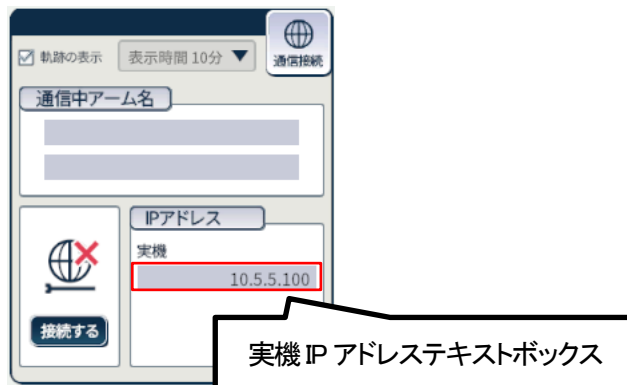 軌跡の表示
表示時間 10分 ▼
通信接続
通信中アーム名
IPアドレス
実機
10.5.5.100
接続する
実機 IP アドレステキストボックス